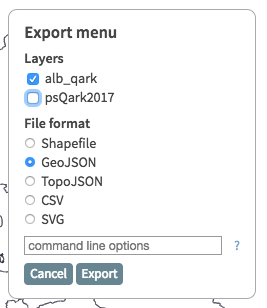 Export menu
Layers
alb_qark
psQark2017
File format
Shapefile
GeoJSON
TopoJSON
CSV
SVG
command line options ?
Cancel Export